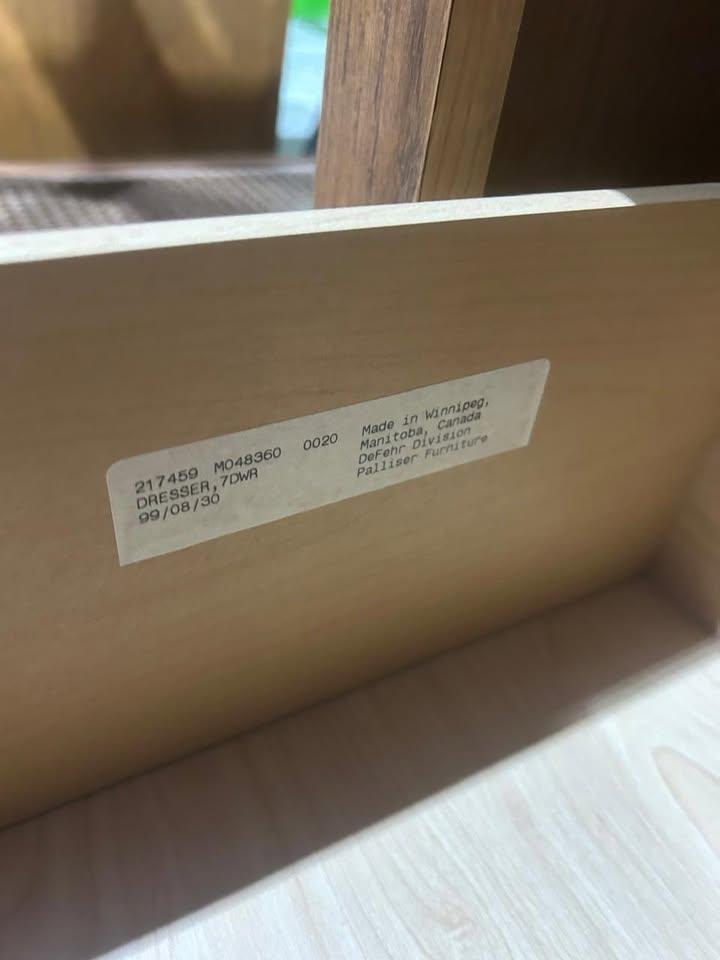 217459 M048360 0020
DRESSER,7DWR
99/08/30
Made in Winnipeg,
Manitoba, Canada
DeFehr Division
Palliser Furniture